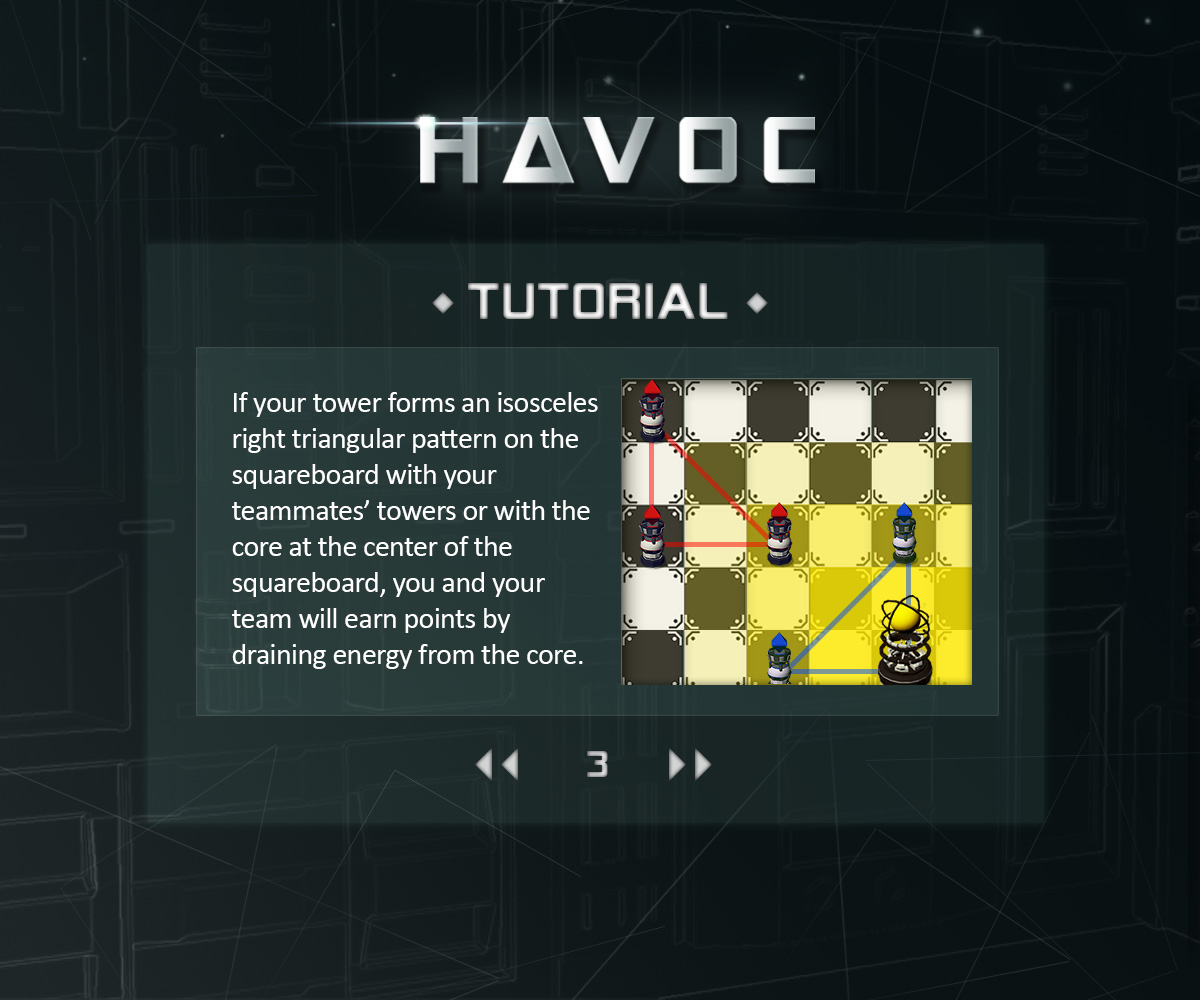 HAVOC
TUTORIAL
If your tower forms an isosceles
right triangular pattern on the
squareboard with your
teammates’ towers or with the
core at the center of the
squareboard, you and your
team will earn points by
draining energy from the core.
3